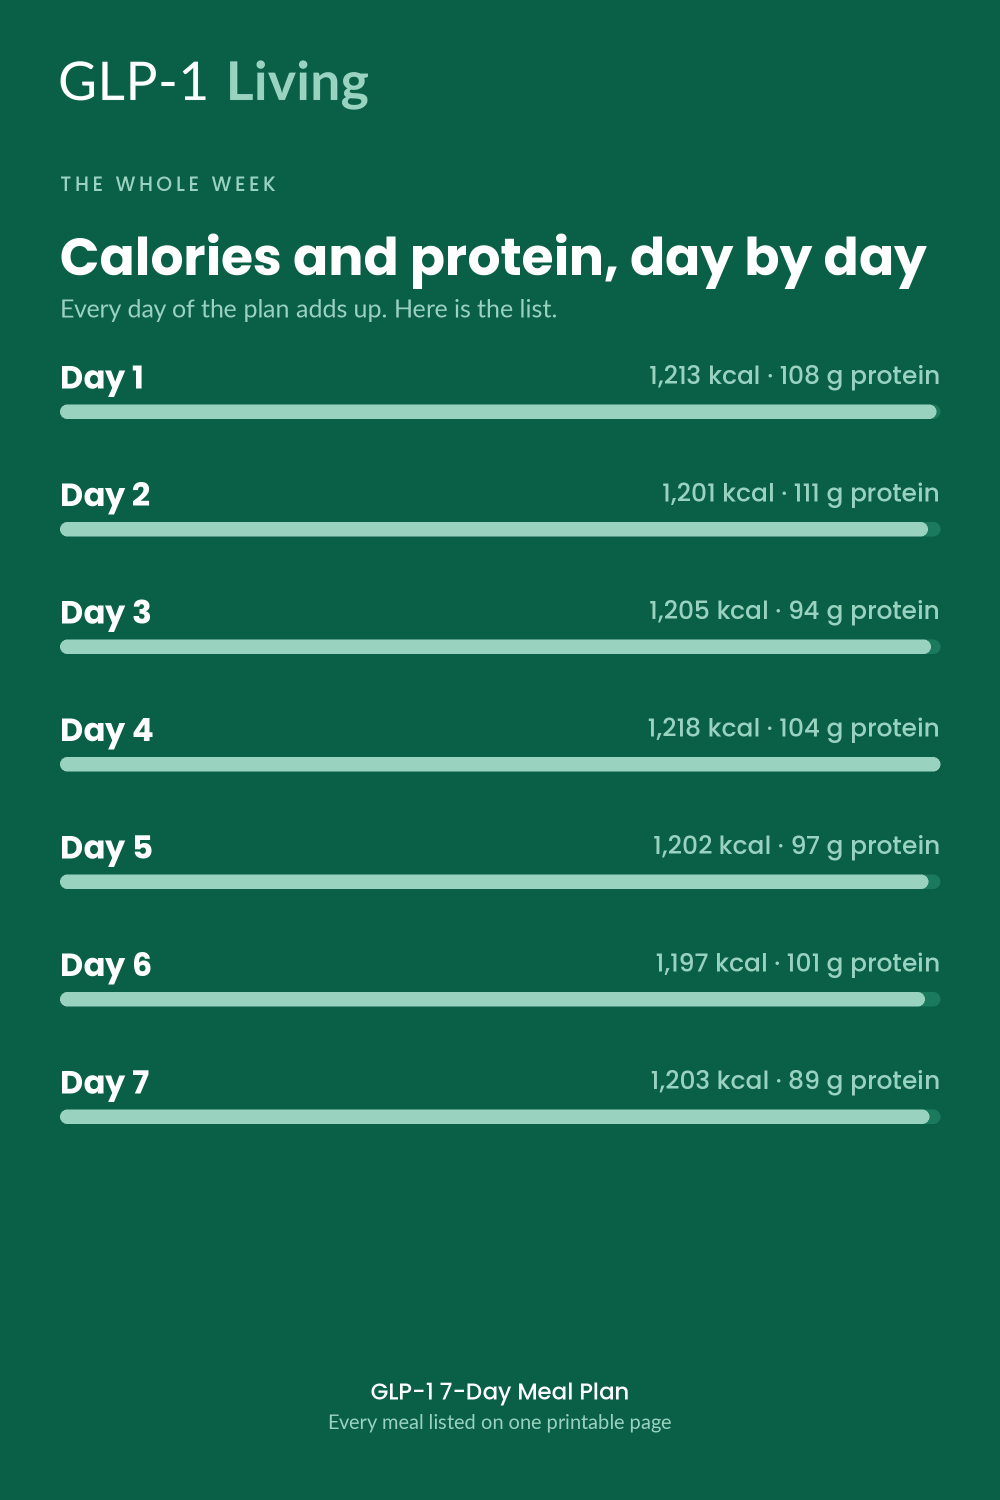 GLP-1 Living
THE WHOLE WEEK
Calories and protein, day by day
Every day of the plan adds up. Here is the list.
Day 1 1,213 kcal · 108 g protein
Day 2 1,201 kcal · 111 g protein
Day 3 1,205 kcal · 94 g protein
Day 4 1,218 kcal · 104 g protein
Day 5 1,202 kcal · 97 g protein
Day 6 1,197 kcal · 101 g protein
Day 7 1,203 kcal · 89 g protein
GLP-1 7-Day Meal Plan
Every meal listed on one printable page